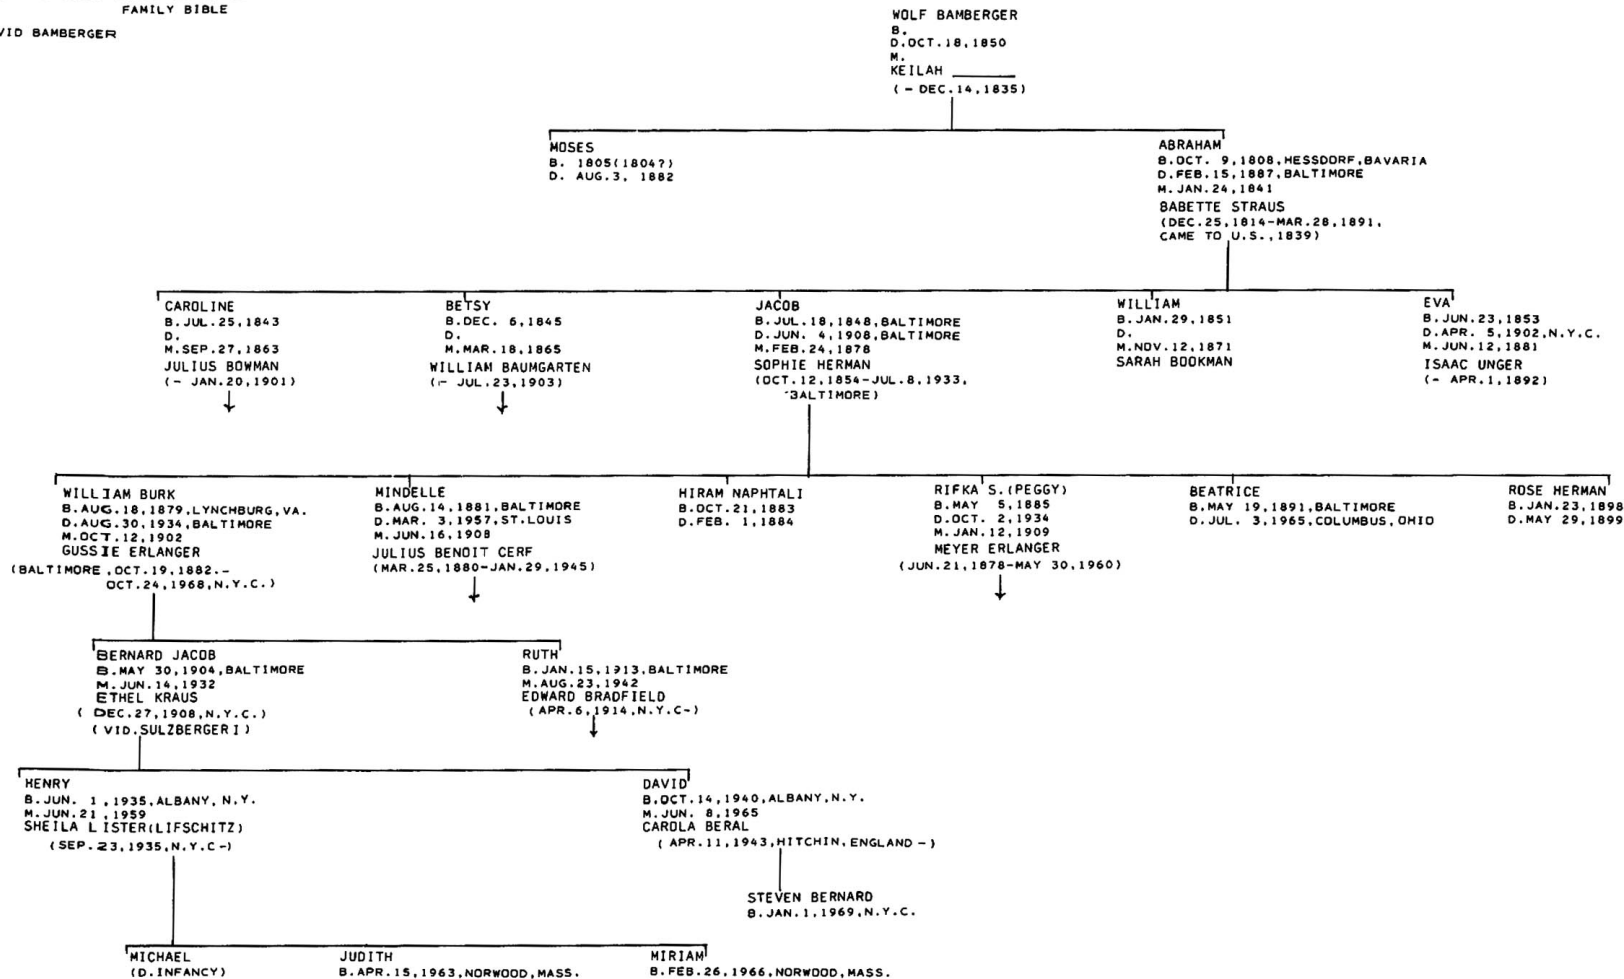 FAMILY BIBLE
VID BAMBERGER
WOLF BAMBERGER
B.
D.OCT.18,1850
M.
KEILAH ______
( - DEC.14,1835)
MOSES
B. 1805(1804?)
D. AUG.3, 1882
ABRAHAM
B.OCT. 9,1808,HESSDORF,BAVARIA
D.FEB.15,1887,BALTIMORE
M.JAN.24,1841
BABETTE STRAUS
(DEC.25,1814-MAR.28,1891,
CAME TO U.S.,1839)
CAROLINE
B.JUL.25,1843
D.
M.SEP.27,1863
JULIUS BOWMAN
(- JAN.20,1901)
BETSY
B.DEC. 6,1845
D.
M.MAR.18,1865
WILLIAM BAUMGARTEN
(- JUL.23,1903)
JACOB
B.JUL.18,1848,BALTIMORE
D.JUN. 4,1908,BALTIMORE
M.FEB.24,1878
SOPHIE HERMAN
(OCT.12,1854-JUL.8,1933,
BALTIMORE)
WILLIAM
B.JAN.29,1851
D.
M.NOV.12,1871
SARAH BOOKMAN
EVA
B.JUN.23,1853
D.APR. 5,1902,N.Y.C.
M.JUN.12,1881
ISAAC UNGER
(- APR.1,1892)
WILLIAM BURK
B.AUG.18,1879,LYNCHBURG,VA.
D.AUG.30,1934,BALTIMORE
M.OCT.12,1902
GUSSIE ERLANGER
(BALTIMORE,OCT.19,1882.-
OCT.24,1968,N.Y.C.)
MINDELLE
B.AUG.14,1881,BALTIMORE
D.MAR. 3,1957,ST.LOUIS
M.JUN.16,1908
JULIUS BENOIT CERF
(MAR.25,1880-JAN.29,1945)
HIRAM NAPHTALI
B.OCT.21,1883
D.FEB. 1,1884
RIFKA S.(PEGGY)
B.MAY 5,1885
D.OCT. 2,1934
M.JAN.12,1909
MEYER ERLANGER
(JUN.21,1878-MAY 30,1960)
BEATRICE
B.MAY 19,1891,BALTIMORE
D.JUL. 3,1965,COLUMBUS,OHIO
ROSE HERMAN
B.JAN.23,1898
D.MAY 29,1899
BERNARD JACOB
B.MAY 30,1904,BALTIMORE
M.JUN.14,1932
ETHEL KRAUS
( DEC.27,1908,N.Y.C.)
( VID.SULZBERGER I )
RUTH
B.JAN.15,1913,BALTIMORE
M.AUG.23,1942
EDWARD BRADFIELD
(APR.6,1914,N.Y.C-)
HENRY
B.JUN. 1,1935,ALBANY, N.Y.
M.JUN.21,1959
SHEILA LISTER(LIFSCHITZ)
(SEP.23,1935,N.Y.C-)
DAVID
B.OCT.14,1940,ALBANY,N.Y.
M.JUN. 8,1965
CAROLA BERAL
( APR.11,1943,HITCHIN,ENGLAND -)
STEVEN BERNARD
B.JAN.1,1969,N.Y.C.
MICHAEL
(D.INFANCY)
JUDITH
B.APR.15,1963,NORWOOD,MASS.
MIRIAM
B.FEB.26,1966,NORWOOD,MASS.